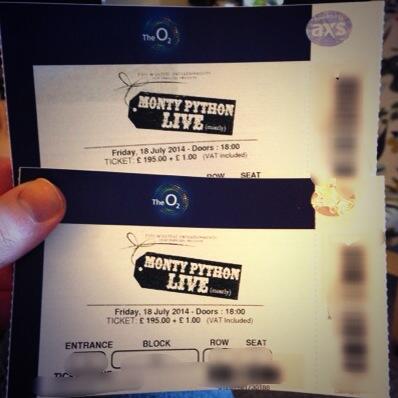 The O2
axs
MONTY PYTHON
LIVE (mostly)
Friday, 18 July 2014 - Doors : 18:00
TICKET: £ 195.00 + £ 1.00 (VAT included)
ROW SEAT
The O2
MONTY PYTHON
LIVE (mostly)
Friday, 18 July 2014 - Doors : 18:00
TICKET: £ 195.00 + £ 1.00 (VAT included)
ENTRANCE BLOCK ROW SEAT